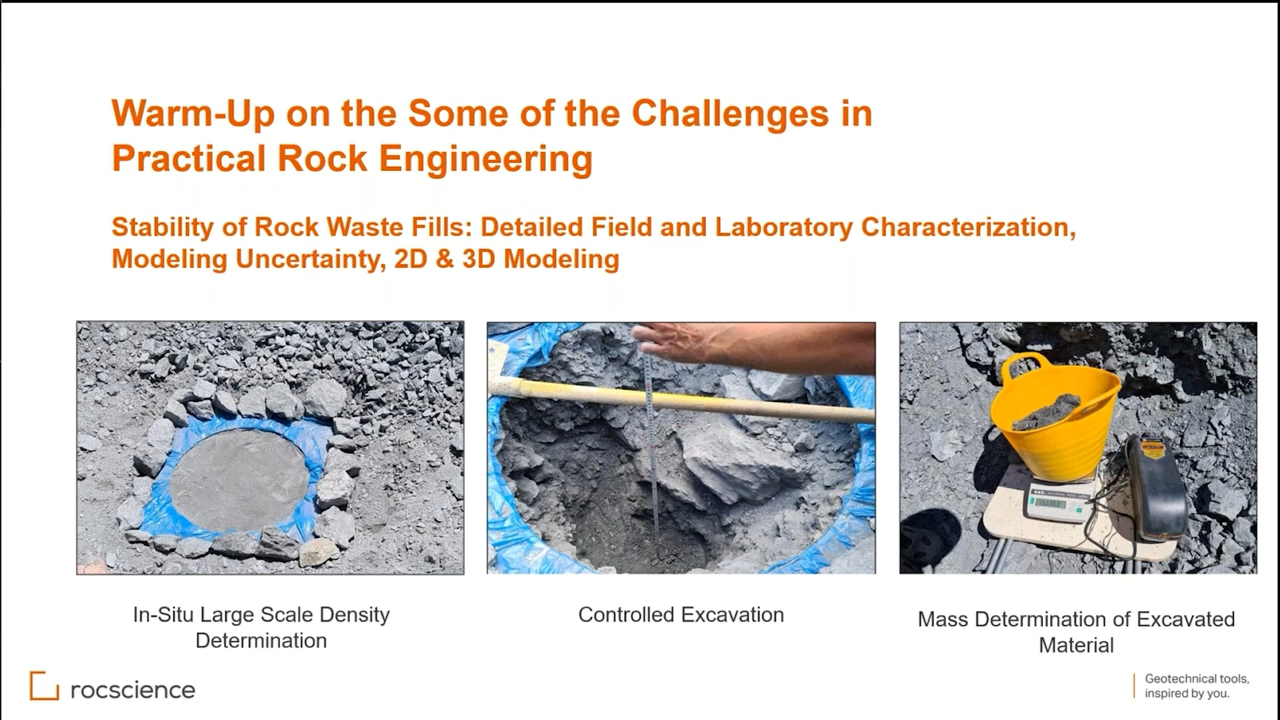 Warm-Up on the Some of the Challenges in
Practical Rock Engineering
Stability of Rock Waste Fills: Detailed Field and Laboratory Characterization,
Modeling Uncertainty, 2D & 3D Modeling
In-Situ Large Scale Density
Determination
Controlled Excavation
Mass Determination of Excavated
Material
rocscience
Geotechnical tools,
inspired by you.